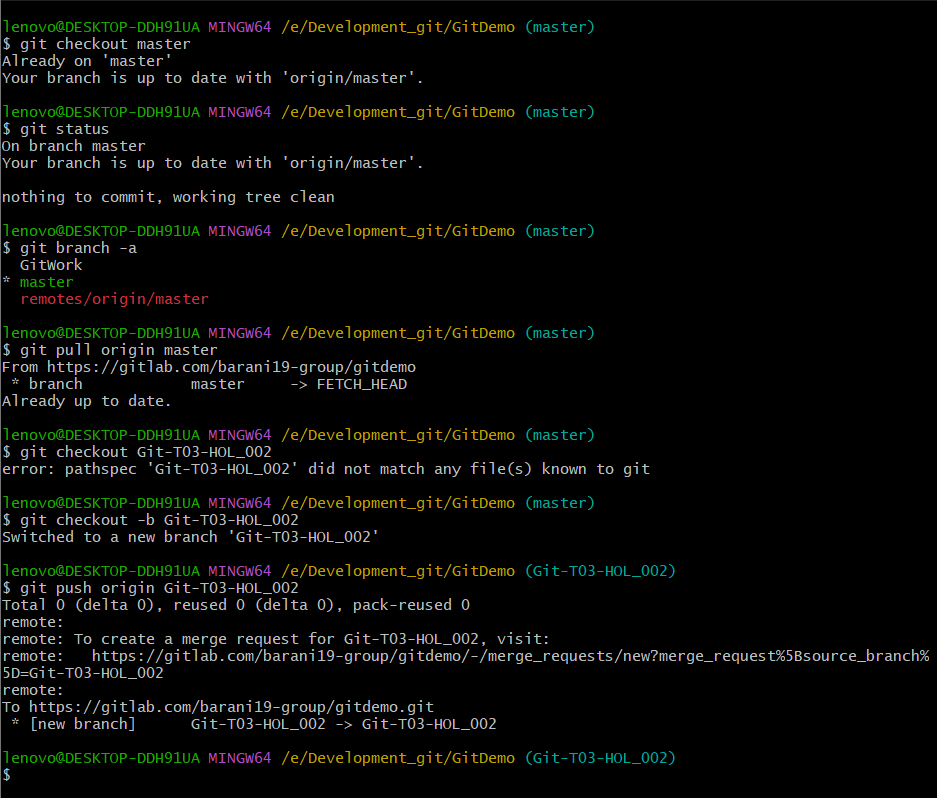 lenovo@DESKTOP-DDH91UA MINGW64 /e/Development_git/GitDemo (master)
$ git checkout master
Already on 'master'
Your branch is up to date with 'origin/master'.
lenovo@DESKTOP-DDH91UA MINGW64 /e/Development_git/GitDemo (master)
$ git status
On branch master
Your branch is up to date with 'origin/master'.
nothing to commit, working tree clean
lenovo@DESKTOP-DDH91UA MINGW64 /e/Development_git/GitDemo (master)
$ git branch -a
  GitWork
* master
  remotes/origin/master
lenovo@DESKTOP-DDH91UA MINGW64 /e/Development_git/GitDemo (master)
$ git pull origin master
From https://gitlab.com/barani19-group/gitdemo
 * branch            master     -> FETCH_HEAD
Already up to date.
lenovo@DESKTOP-DDH91UA MINGW64 /e/Development_git/GitDemo (master)
$ git checkout Git-T03-HOL_002
error: pathspec 'Git-T03-HOL_002' did not match any file(s) known to git
lenovo@DESKTOP-DDH91UA MINGW64 /e/Development_git/GitDemo (master)
$ git checkout -b Git-T03-HOL_002
Switched to a new branch 'Git-T03-HOL_002'
lenovo@DESKTOP-DDH91UA MINGW64 /e/Development_git/GitDemo (Git-T03-HOL_002)
$ git push origin Git-T03-HOL_002
Total 0 (delta 0), reused 0 (delta 0), pack-reused 0
remote:
remote: To create a merge request for Git-T03-HOL_002, visit:
remote:   https://gitlab.com/barani19-group/gitdemo/-/merge_requests/new?merge_request%5Bsource_branch%
5D=Git-T03-HOL_002
remote:
To https://gitlab.com/barani19-group/gitdemo.git
 * [new branch]      Git-T03-HOL_002 -> Git-T03-HOL_002
lenovo@DESKTOP-DDH91UA MINGW64 /e/Development_git/GitDemo (Git-T03-HOL_002)
$